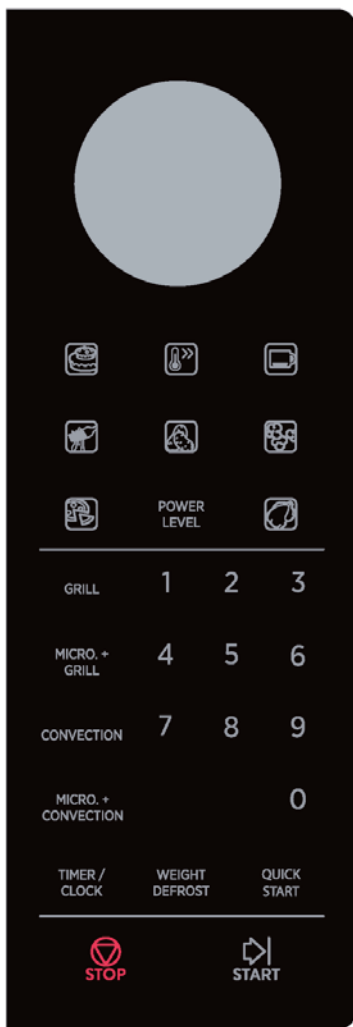 POWER
LEVEL
GRILL 1 2 3
MICRO. +
GRILL
4 5 6
CONVECTION 7 8 9
MICRO. +
CONVECTION
0
TIMER /
CLOCK
WEIGHT
DEFROST
QUICK
START
STOP
START